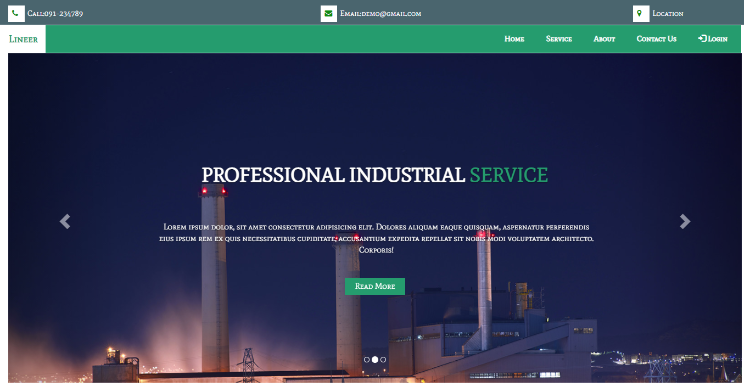 Call:091-234789
Email:demo@gmail.com
Location
Lineer
Home
Service
About
Contact Us
Login
PROFESSIONAL INDUSTRIAL SERVICE
Lorem ipsum dolor, sit amet consectetur adipisicing elit. Dolores aliquam eaque quisquam, aspernatur perferendis
eius ipsum rem ex quis necessitatibus cupiditate, accusantium expedita repellat sit nobis modi voluptatem architecto.
Corporis!
Read More